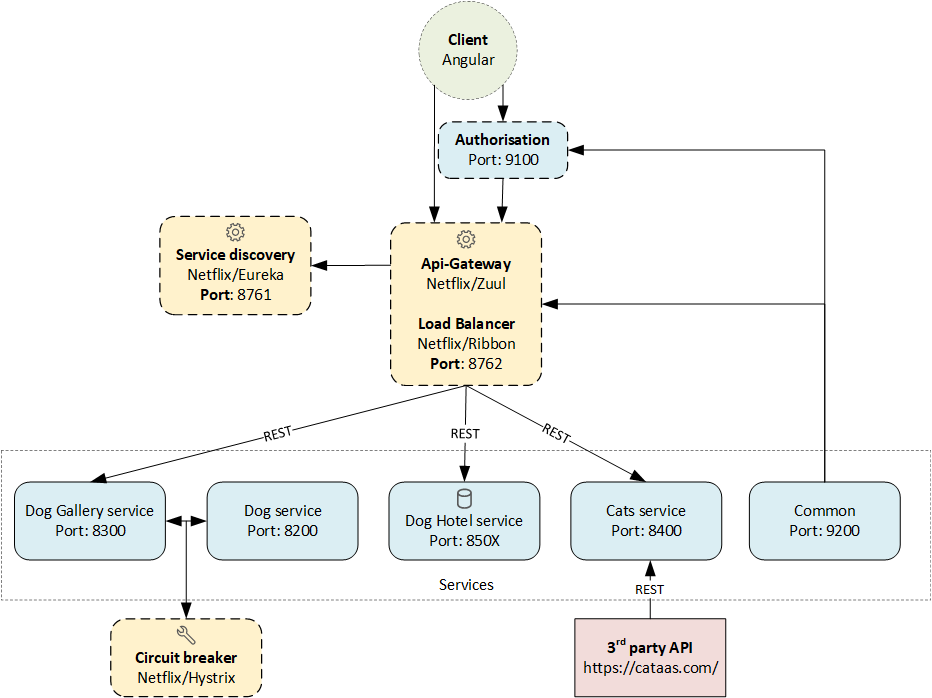 Client
Angular
Authorisation
Port: 9100
Service discovery
Netflix/Eureka
Port: 8761
Api-Gateway
Netflix/Zuul
Load Balancer
Netflix/Ribbon
Port: 8762
REST
REST
REST
Dog Gallery service
Port: 8300
Dog service
Port: 8200
Dog Hotel service
Port: 850X
Cats service
Port: 8400
Common
Port: 9200
Services
REST
Circuit breaker
Netflix/Hystrix
3rd party API
https://cataas.com/